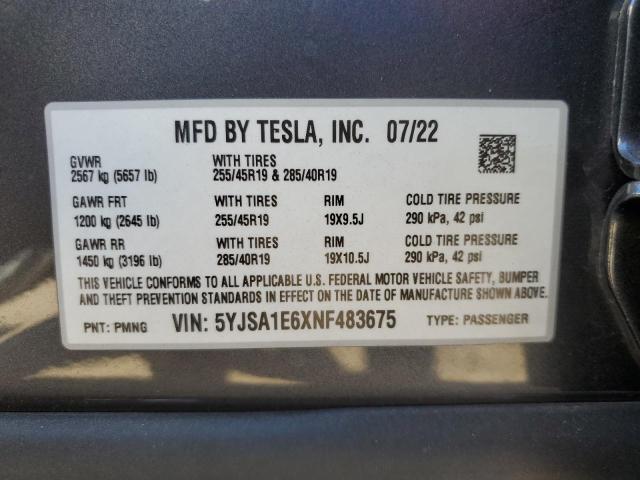 MFD BY TESLA, INC. 07/22
GVWR WITH TIRES
2567 kg (5657 lb) 255/45R19 & 285/40R19
GAWR FRT WITH TIRES RIM COLD TIRE PRESSURE
1200 kg (2645 lb) 255/45R19 19X9.5J 290 kPa, 42 psi
GAWR RR WITH TIRES RIM COLD TIRE PRESSURE
1450 kg (3196 lb) 285/40R19 19X10.5J 290 kPa, 42 psi
THIS VEHICLE CONFORMS TO ALL APPLICABLE U.S. FEDERAL MOTOR VEHICLE SAFETY, BUMPER
AND THEFT PREVENTION STANDARDS IN EFFECT ON THE DATE OF MANUFACTURE SHOWN ABOVE.
PNT: PMNG VIN: 5YJSA1E6XNF483675 TYPE: PASSENGER